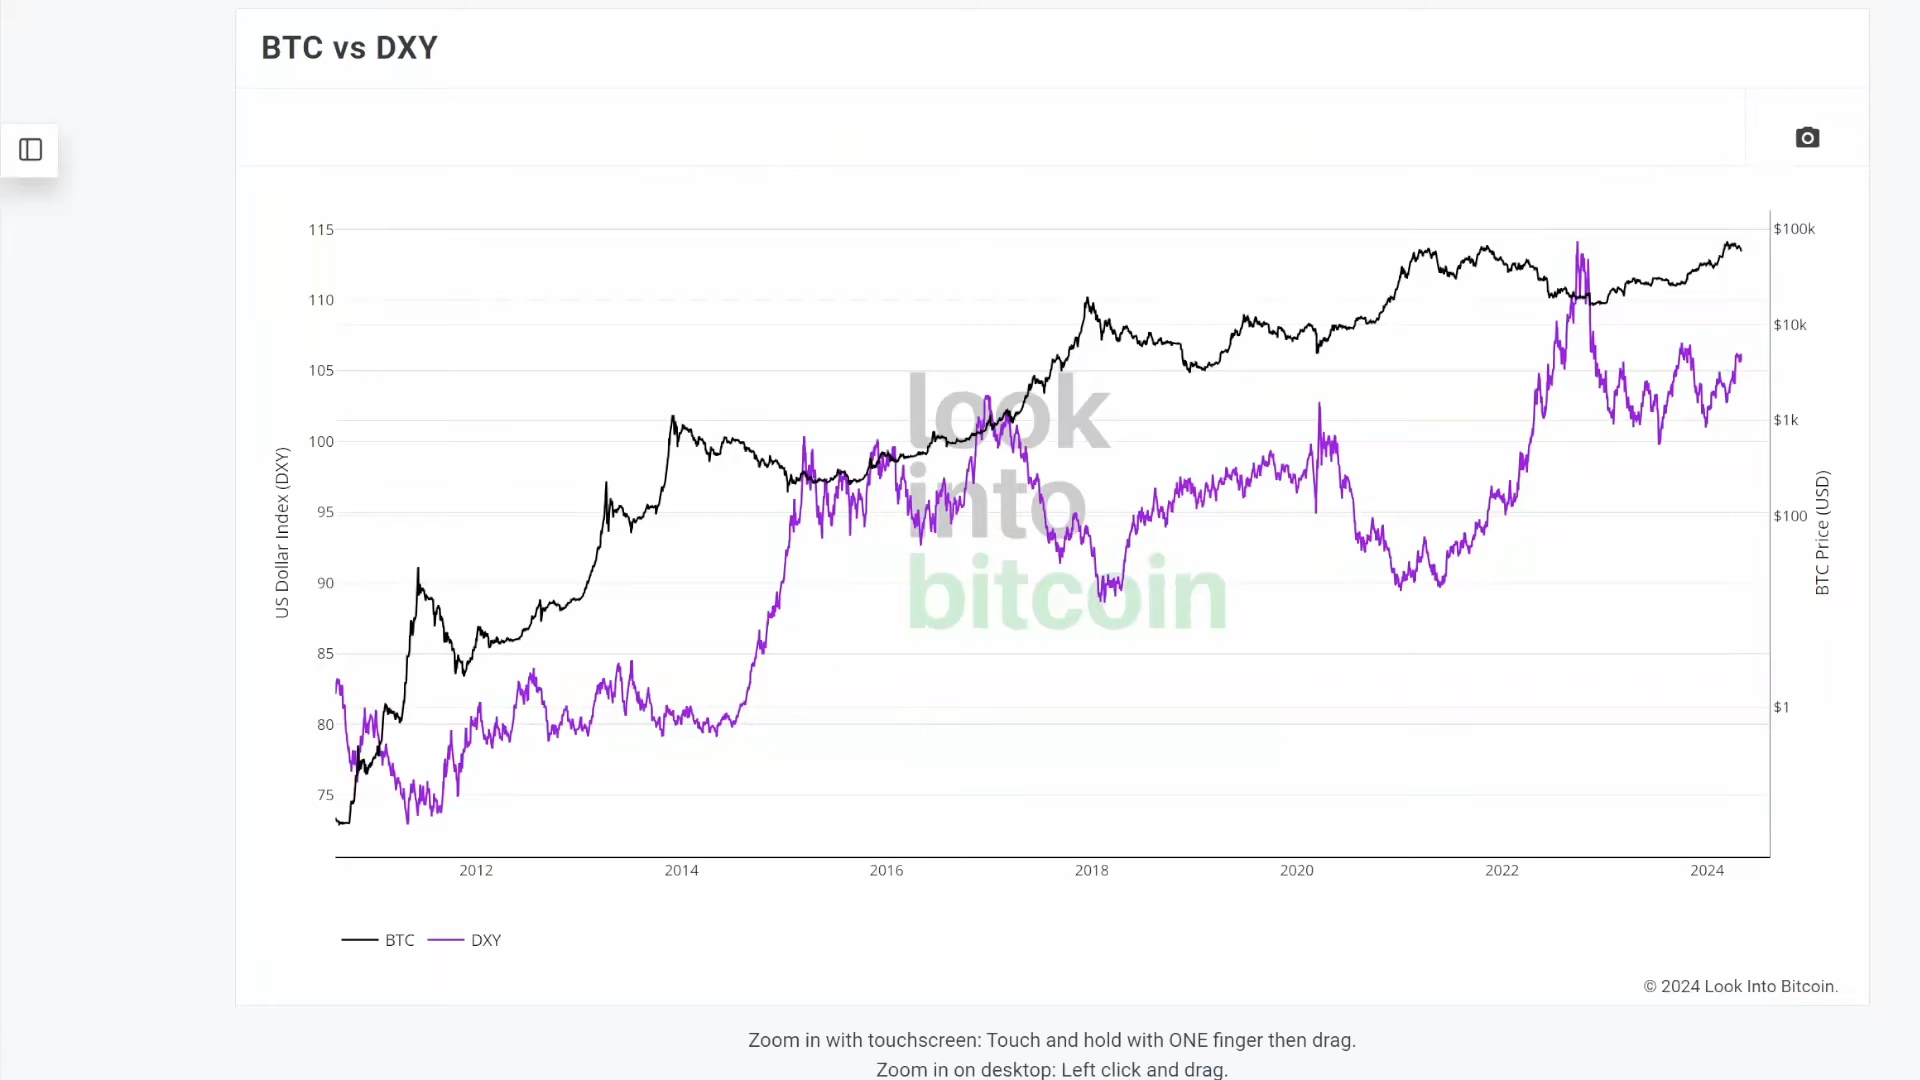 BTC vs DXY
115
110
105
100
95
90
85
80
75
US Dollar Index (DXY)
$100k
$10k
$1k
$100
$1
BTC Price (USD)
look
into
bitcoin
2012 2014 2016 2018 2020 2022 2024
BTC DXY
© 2024 Look Into Bitcoin.
Zoom in with touchscreen: Touch and hold with ONE finger then drag.
Zoom in on desktop: Left click and drag.